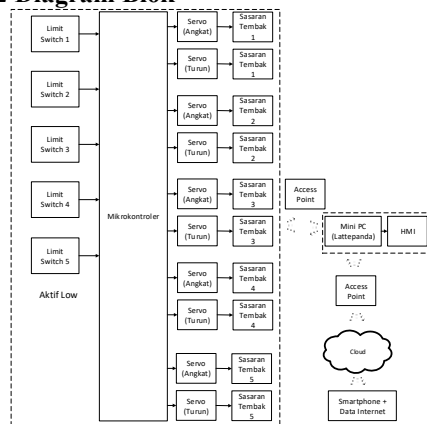 2 Diagram Blok
Limit
Switch 1
Limit
Switch 2
Limit
Switch 3
Limit
Switch 4
Limit
Switch 5
Aktif Low
Mikrokontroler
Servo
(Angkat)
Sasaran
Tembak
1
Servo
(Turun)
Sasaran
Tembak
1
Servo
(Angkat)
Sasaran
Tembak
2
Servo
(Turun)
Sasaran
Tembak
2
Servo
(Angkat)
Sasaran
Tembak
3
Servo
(Turun)
Sasaran
Tembak
3
Servo
(Angkat)
Sasaran
Tembak
4
Servo
(Turun)
Sasaran
Tembak
4
Servo
(Angkat)
Sasaran
Tembak
5
Servo
(Turun)
Sasaran
Tembak
5
Access
Point
Mini PC
(Lattepanda)
HMI
Access
Point
Cloud
Smartphone +
Data Internet